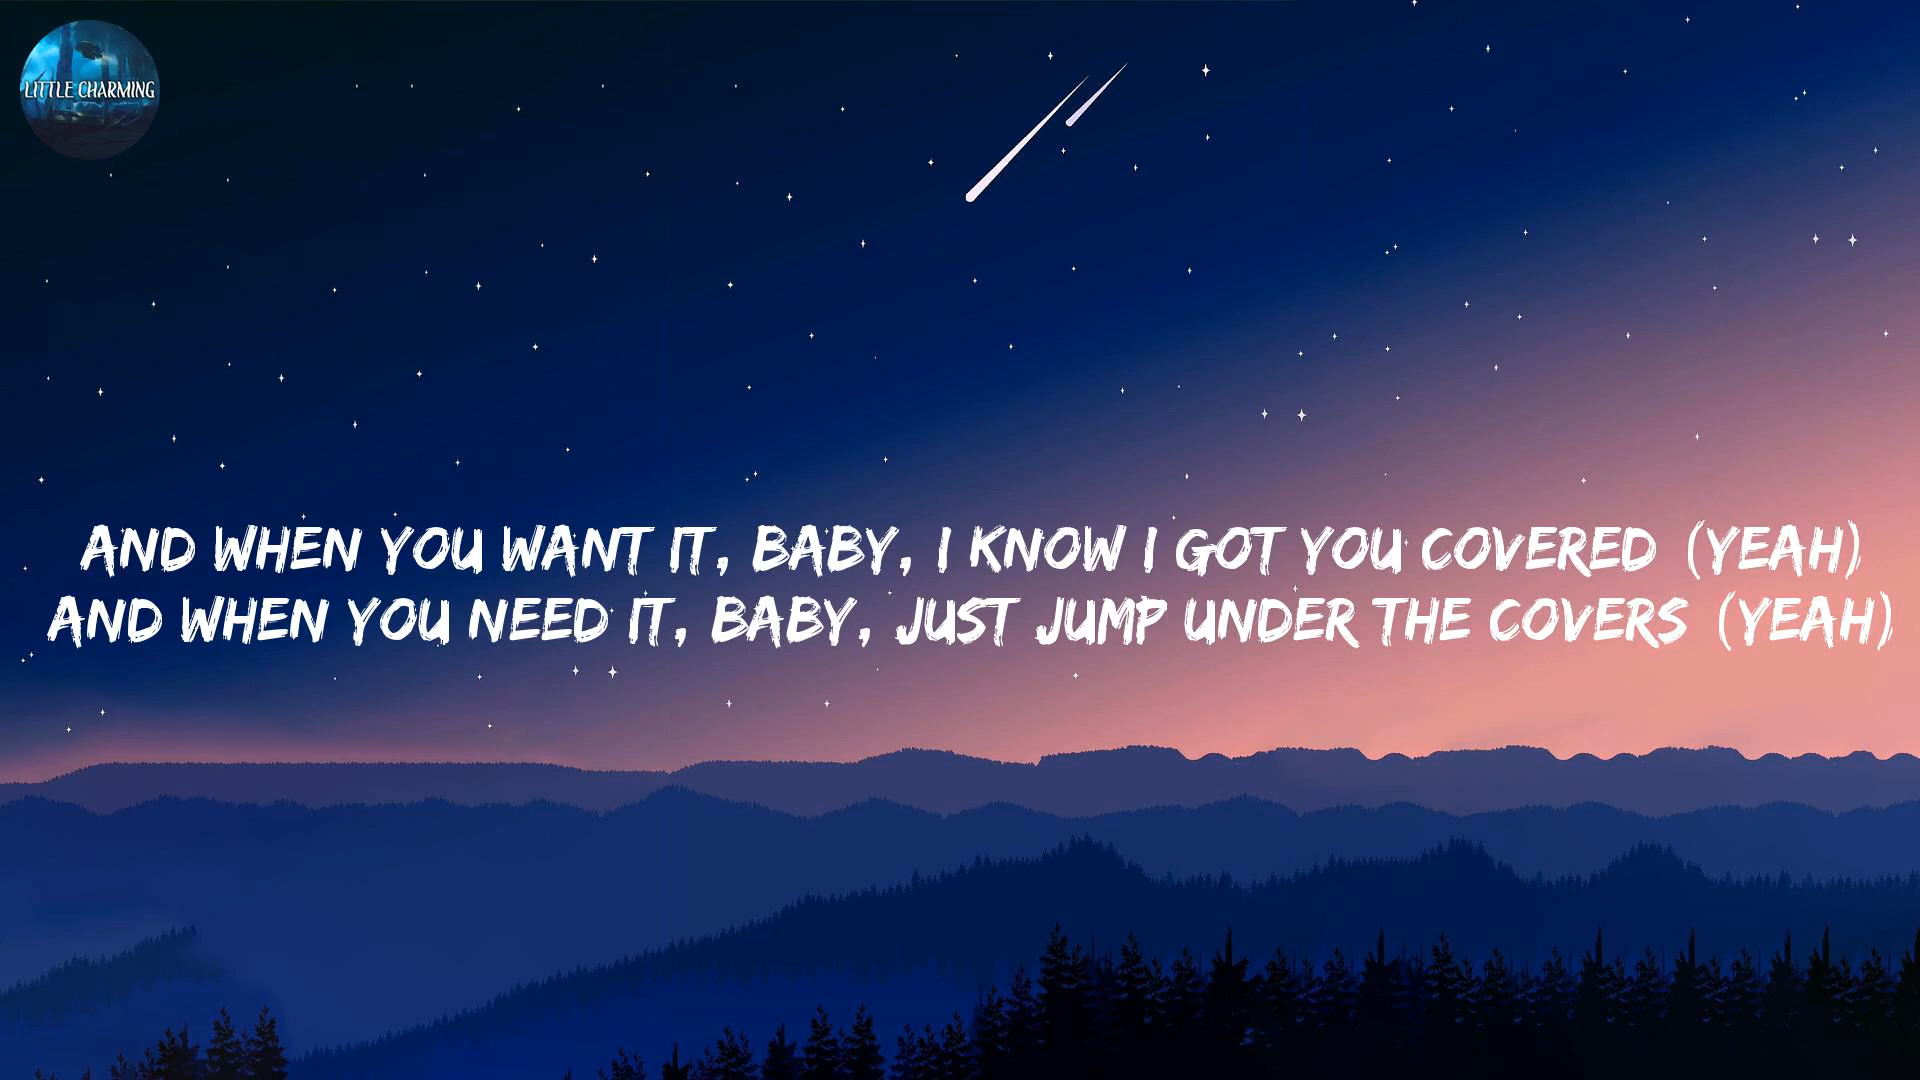 LITTLE CHARMING
AND WHEN YOU WANT IT, BABY, I KNOW I GOT YOU COVERED (YEAH)
AND WHEN YOU NEED IT, BABY, JUST JUMP UNDER THE COVERS (YEAH)